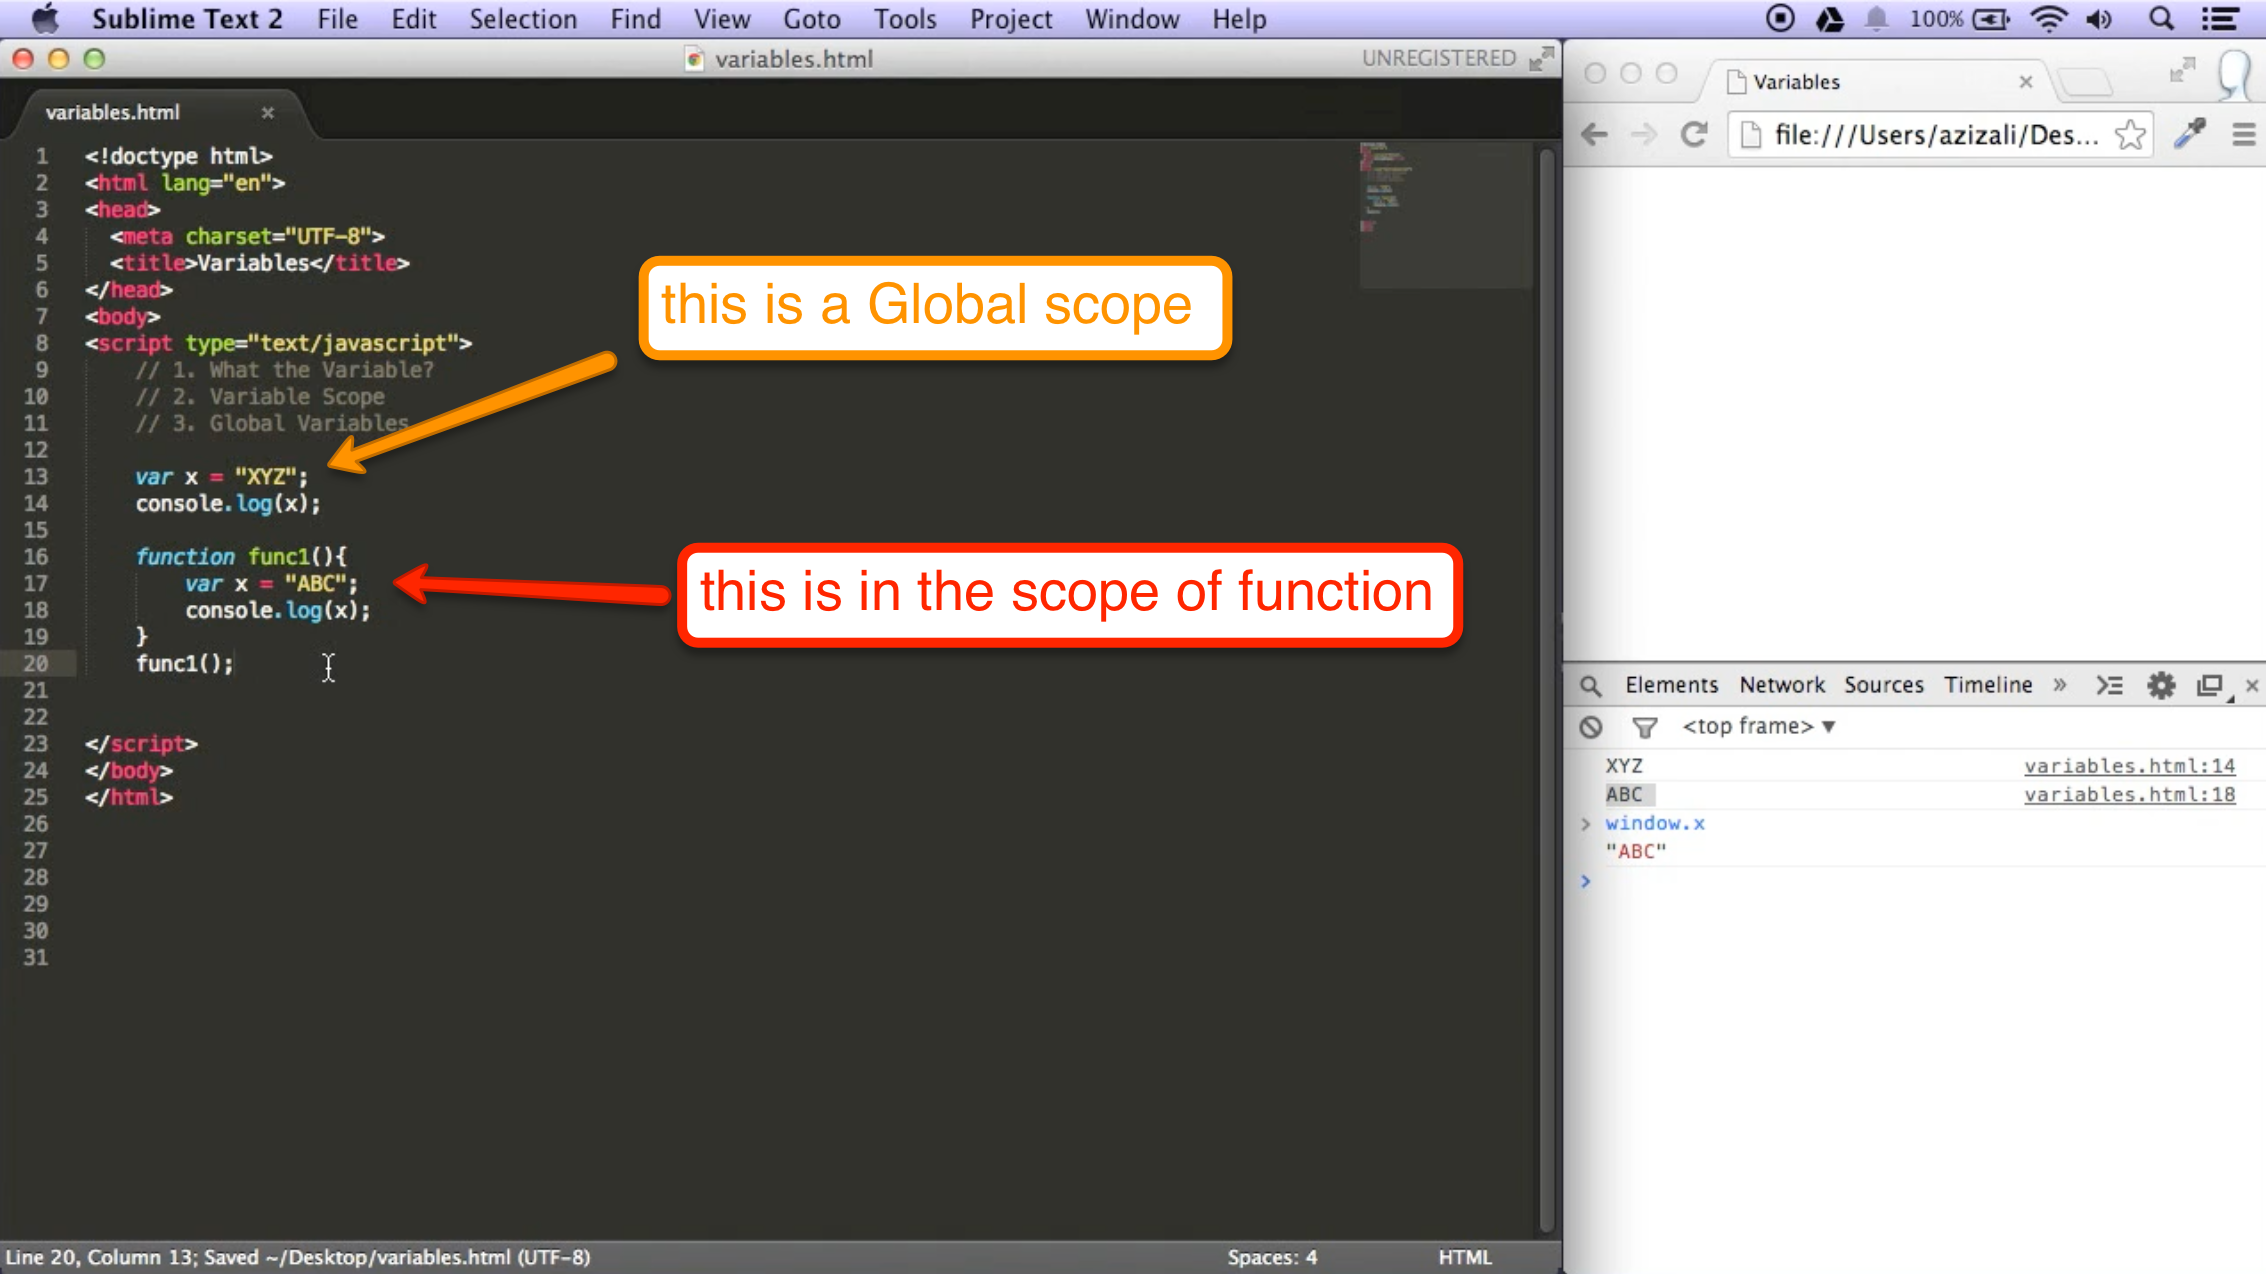 Sublime Text 2 File Edit Selection Find View Goto Tools Project Window Help 100%
variables.html UNREGISTERED
variables.html ×
1 <!doctype html>
2 <html lang="en">
3 <head>
4 <meta charset="UTF-8">
5 <title>Variables</title>
6 </head>
7 <body>
8 <script type="text/javascript">
9 // 1. What the Variable?
10 // 2. Variable Scope
11 // 3. Global Variables
12
13 var x = "XYZ";
14 console.log(x);
15
16 function func1(){
17 var x = "ABC";
18 console.log(x);
19 }
20 func1();
21
22
23 </script>
24 </body>
25 </html>
26
27
28
29
30
31
this is a Global scope
this is in the scope of function
Line 20, Column 13; Saved ~/Desktop/variables.html (UTF-8) Spaces: 4 HTML
Variables ×
file:///Users/azizali/Des...
Elements Network Sources Timeline » ×
<top frame> ▼
XYZ variables.html:14
ABC variables.html:18
> window.x
"ABC"
>